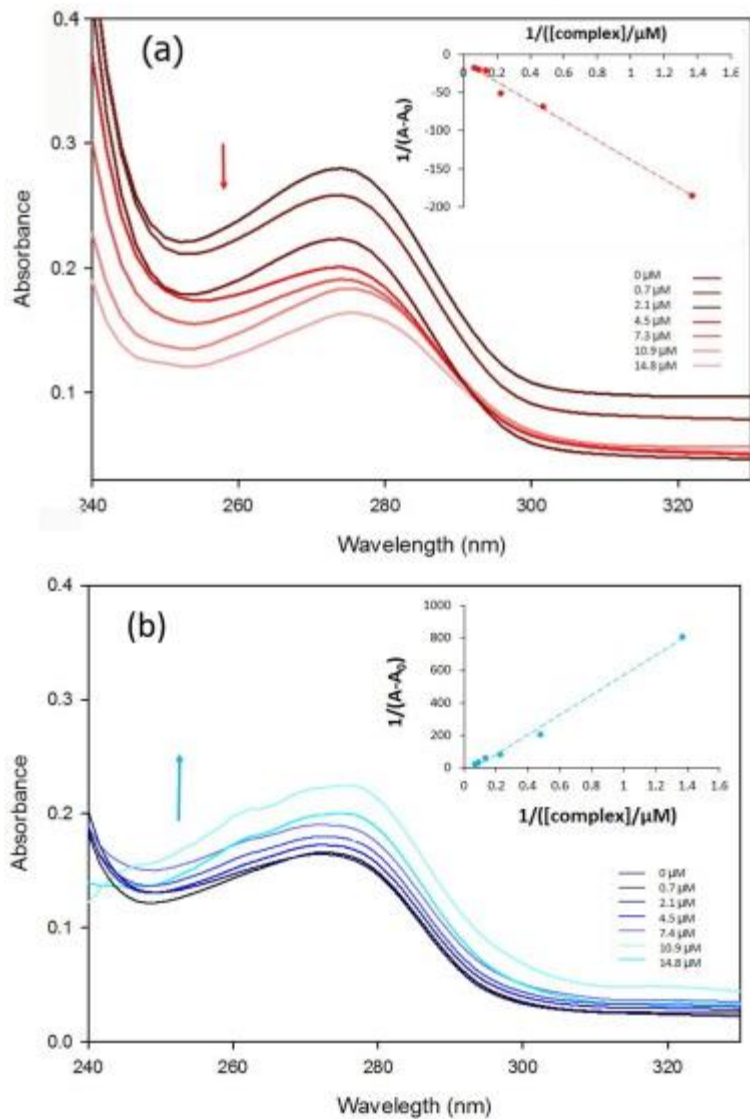 (a)
1/([complex]/µM)
0 0.2 0.4 0.6 0.8 1 1.2 1.4 1.6
0
-50
-100
-150
-200
1/(A-A₀)
0.4
0.3
0.2
0.1
Absorbance
0 µM
0.7 µM
2.1 µM
4.5 µM
7.3 µM
10.9 µM
14.8 µM
240 260 280 300 320
Wavelength (nm)
(b)
1000
800
600
400
200
0
1/(A-A₀)
0 0.2 0.4 0.6 0.8 1 1.2 1.4 1.6
1/([complex]/µM)
0.4
0.3
0.2
0.1
0.0
Absorbance
0 µM
0.7 µM
2.1 µM
4.5 µM
7.4 µM
10.9 µM
14.8 µM
240 260 280 300 320
Wavelegth (nm)